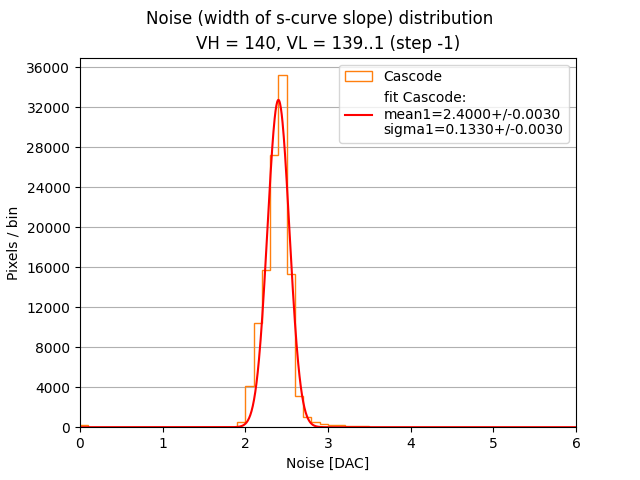 Noise (width of s-curve slope) distribution
VH = 140, VL = 139..1 (step -1)
36000
32000
28000
24000
20000
16000
12000
8000
4000
0
Pixels / bin
Cascode
fit Cascode:
mean1=2.4000+/-0.0030
sigma1=0.1330+/-0.0030
0
1
2
3
4
5
6
Noise [DAC]